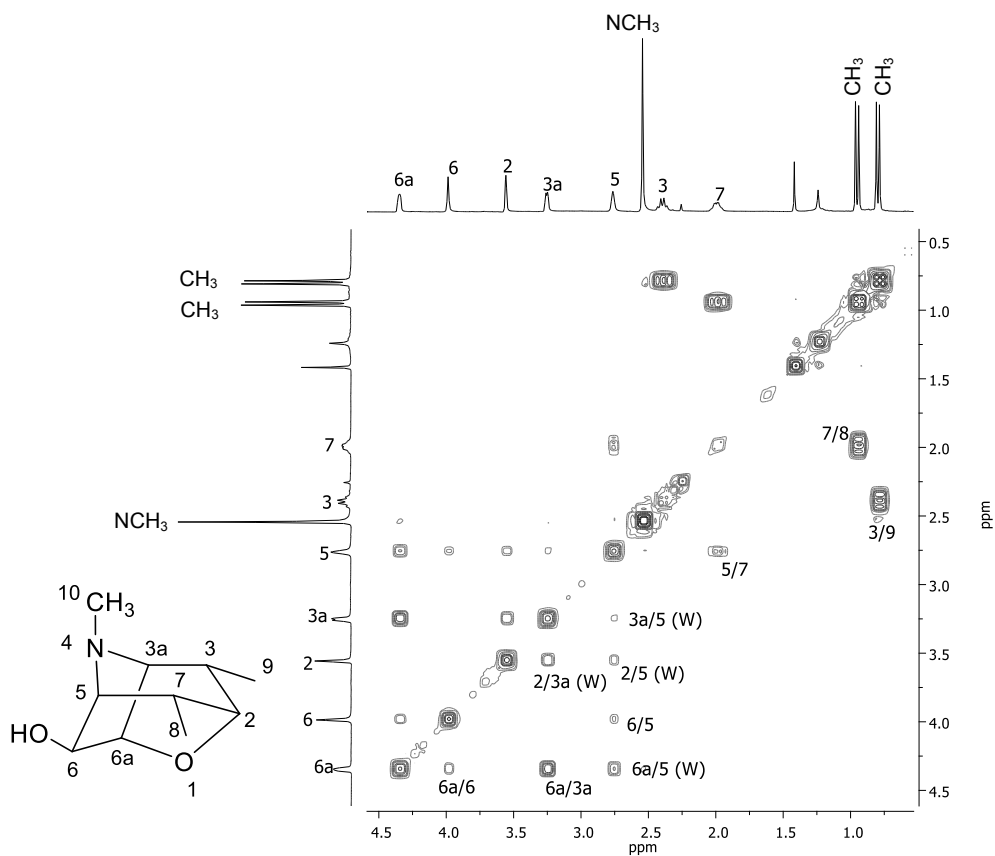 NCH3
CH3
CH3
6a
6
2
3a
5
3
7
CH3
CH3
7
3
NCH3
5
3a
2
6
6a
0.5
1.0
1.5
2.0
2.5
3.0
3.5
4.0
4.5
ppm
7/8
3/9
5/7
3a/5 (W)
2/3a (W)
2/5 (W)
6/5
6a/6
6a/3a
6a/5 (W)
4.5
4.0
3.5
3.0
2.5
2.0
1.5
1.0
ppm
10
CH3
4
N
3a
3
9
5
7
2
8
HO
6
6a
O
1